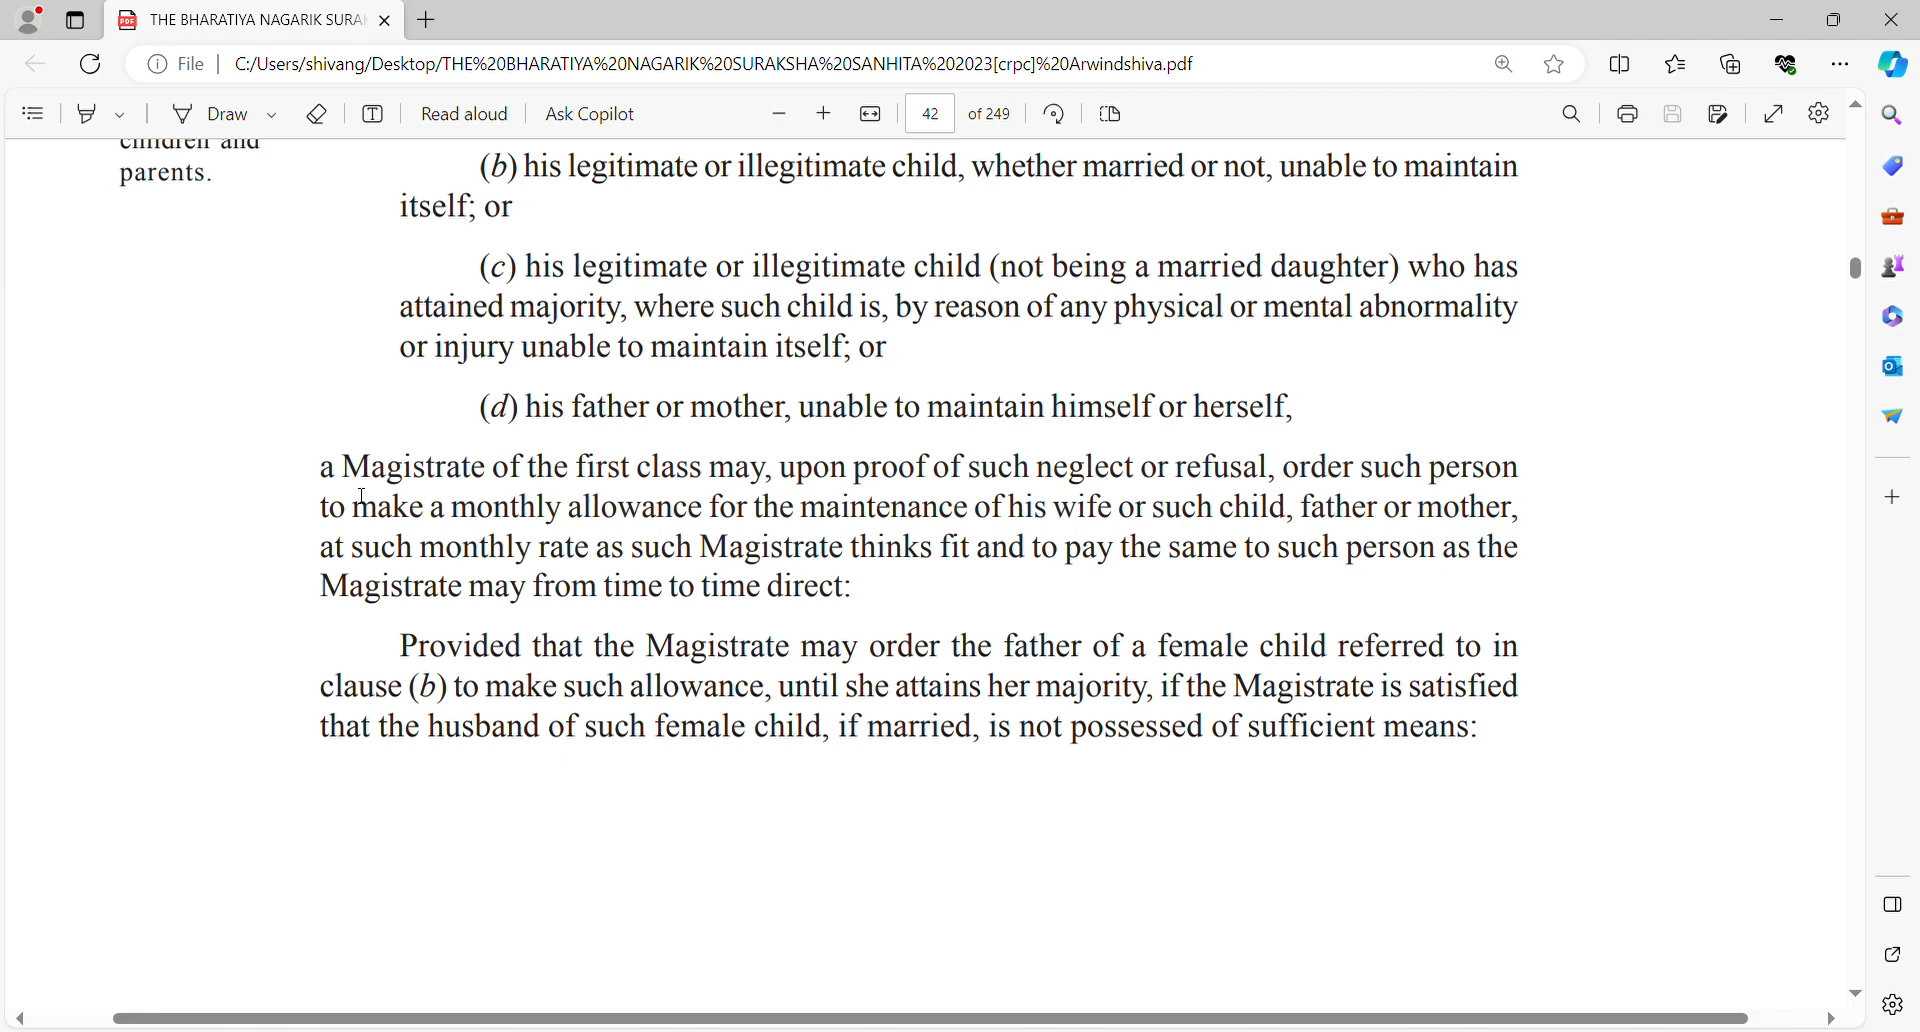 THE BHARATIYA NAGARIK SURA
File
C:/Users/shivang/Desktop/THE%20BHARATIYA%20NAGARIK%20SURAKSHA%20SANHITA%202023[crpc]%20Arwindshiva.pdf
Draw
Read aloud
Ask Copilot
42
of 249
children and
parents.
(b) his legitimate or illegitimate child, whether married or not, unable to maintain
itself; or
(c) his legitimate or illegitimate child (not being a married daughter) who has
attained majority, where such child is, by reason of any physical or mental abnormality
or injury unable to maintain itself; or
(d) his father or mother, unable to maintain himself or herself,
a Magistrate of the first class may, upon proof of such neglect or refusal, order such person
to make a monthly allowance for the maintenance of his wife or such child, father or mother,
at such monthly rate as such Magistrate thinks fit and to pay the same to such person as the
Magistrate may from time to time direct:
Provided that the Magistrate may order the father of a female child referred to in
clause (b) to make such allowance, until she attains her majority, if the Magistrate is satisfied
that the husband of such female child, if married, is not possessed of sufficient means: